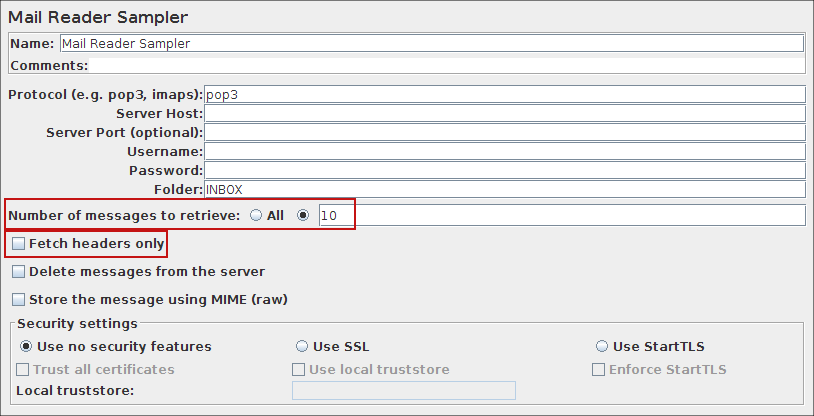 Mail Reader Sampler
Name: Mail Reader Sampler
Comments:
Protocol (e.g. pop3, imaps): pop3
Server Host:
Server Port (optional):
Username:
Password:
Folder: INBOX
Number of messages to retrieve: All 10
Fetch headers only
Delete messages from the server
Store the message using MIME (raw)
Security settings
Use no security features Use SSL Use StartTLS
Trust all certificates Use local truststore Enforce StartTLS
Local truststore: